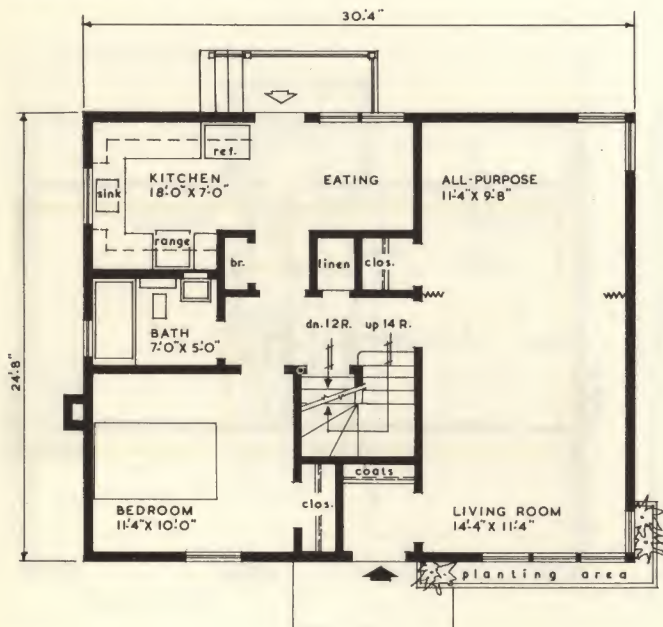 30'·4"
ref.
KITCHEN
18'·0" X 7'·0"
EATING
ALL-PURPOSE
11'·4" X 9'·8"
sink
range
br.
linen
clos.
dn. 12 R.
up 14 R.
BATH
7'·0" X 5'·0"
24'·8"
coats
clos.
BEDROOM
11'·4" X 10'·0"
LIVING ROOM
14'·4" X 11'·4"
planting area